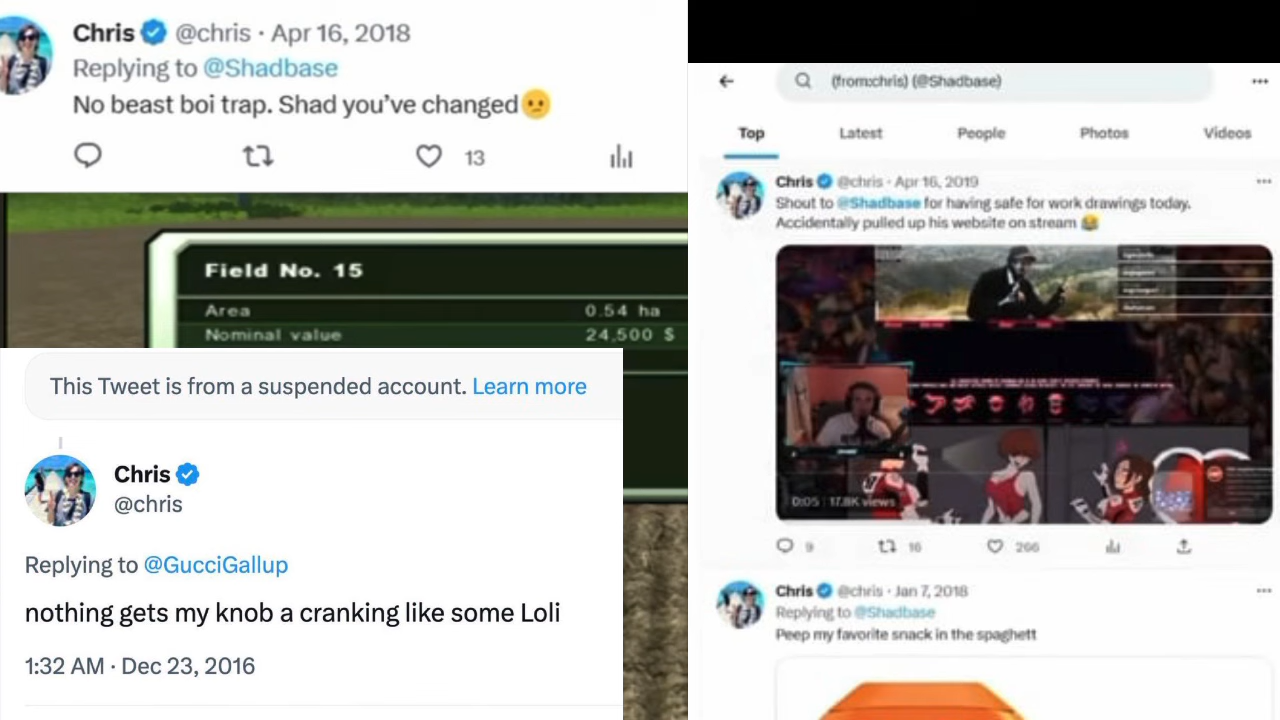 Chris @chris · Apr 16, 2018
Replying to @Shadbase
No beast boi trap. Shad you’ve changed😕
13
Field No. 15
Area 0.54 ha
Nominal value 24,500 $
This Tweet is from a suspended account. Learn more
Chris
@chris
Replying to @GucciGallup
nothing gets my knob a cranking like some Loli
1:32 AM · Dec 23, 2016
(from:chris) (@Shadbase)
Top Latest People Photos Videos
Chris @chris · Apr 16, 2019
Shout to @Shadbase for having safe for work drawings today.
Accidentally pulled up his website on stream 😂
0:05 17.8K views
9 16 266
Chris @chris · Jan 7, 2018
Replying to @Shadbase
Peep my favorite snack in the spaghett